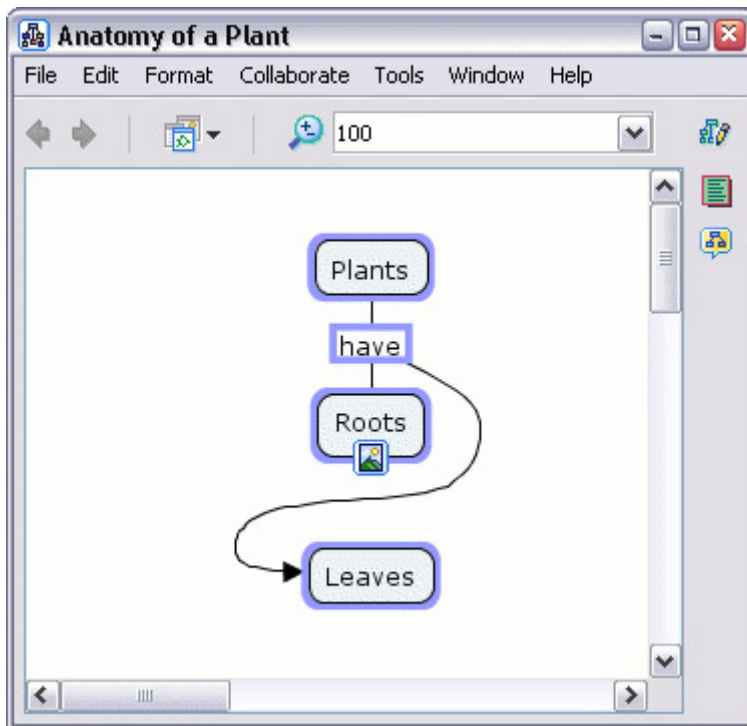 Anatomy of a Plant
File Edit Format Collaborate Tools Window Help
100
Plants
have
Roots
Leaves